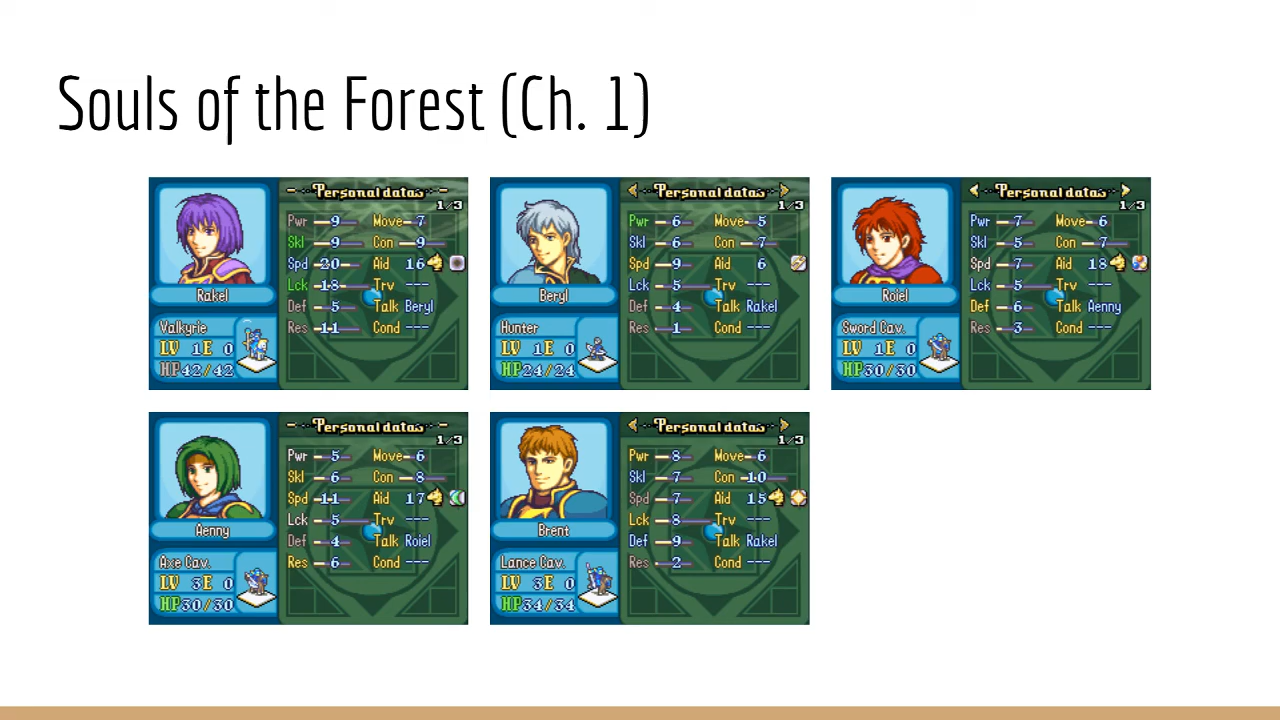 Souls of the Forest (Ch. 1)
Personal datas
1/3
Pwr 9 Move 7
Skl 9 Con 9
Spd 20 Aid 16
Lck 18 Trv ---
Def 5 Talk Beryl
Res 11 Cond ---
Rakel
Valkyrie
LV 1 E 0
HP 42/42
Personal datas
1/3
Pwr 6 Move 5
Skl 6 Con 7
Spd 9 Aid 6
Lck 5 Trv ---
Def 4 Talk Rakel
Res 1 Cond ---
Beryl
Hunter
LV 1 E 0
HP 24/24
Personal datas
1/3
Pwr 7 Move 6
Skl 5 Con 7
Spd 7 Aid 18
Lck 5 Trv ---
Def 6 Talk Aenny
Res 3 Cond ---
Roiel
Sword Cav.
LV 1 E 0
HP 30/30
Personal datas
1/3
Pwr 5 Move 6
Skl 6 Con 8
Spd 11 Aid 17
Lck 5 Trv ---
Def 4 Talk Roiel
Res 6 Cond ---
Aenny
Axe Cav.
LV 3 E 0
HP 30/30
Personal datas
1/3
Pwr 8 Move 6
Skl 7 Con 10
Spd 7 Aid 15
Lck 8 Trv ---
Def 9 Talk Rakel
Res 2 Cond ---
Brent
Lance Cav.
LV 3 E 0
HP 34/34